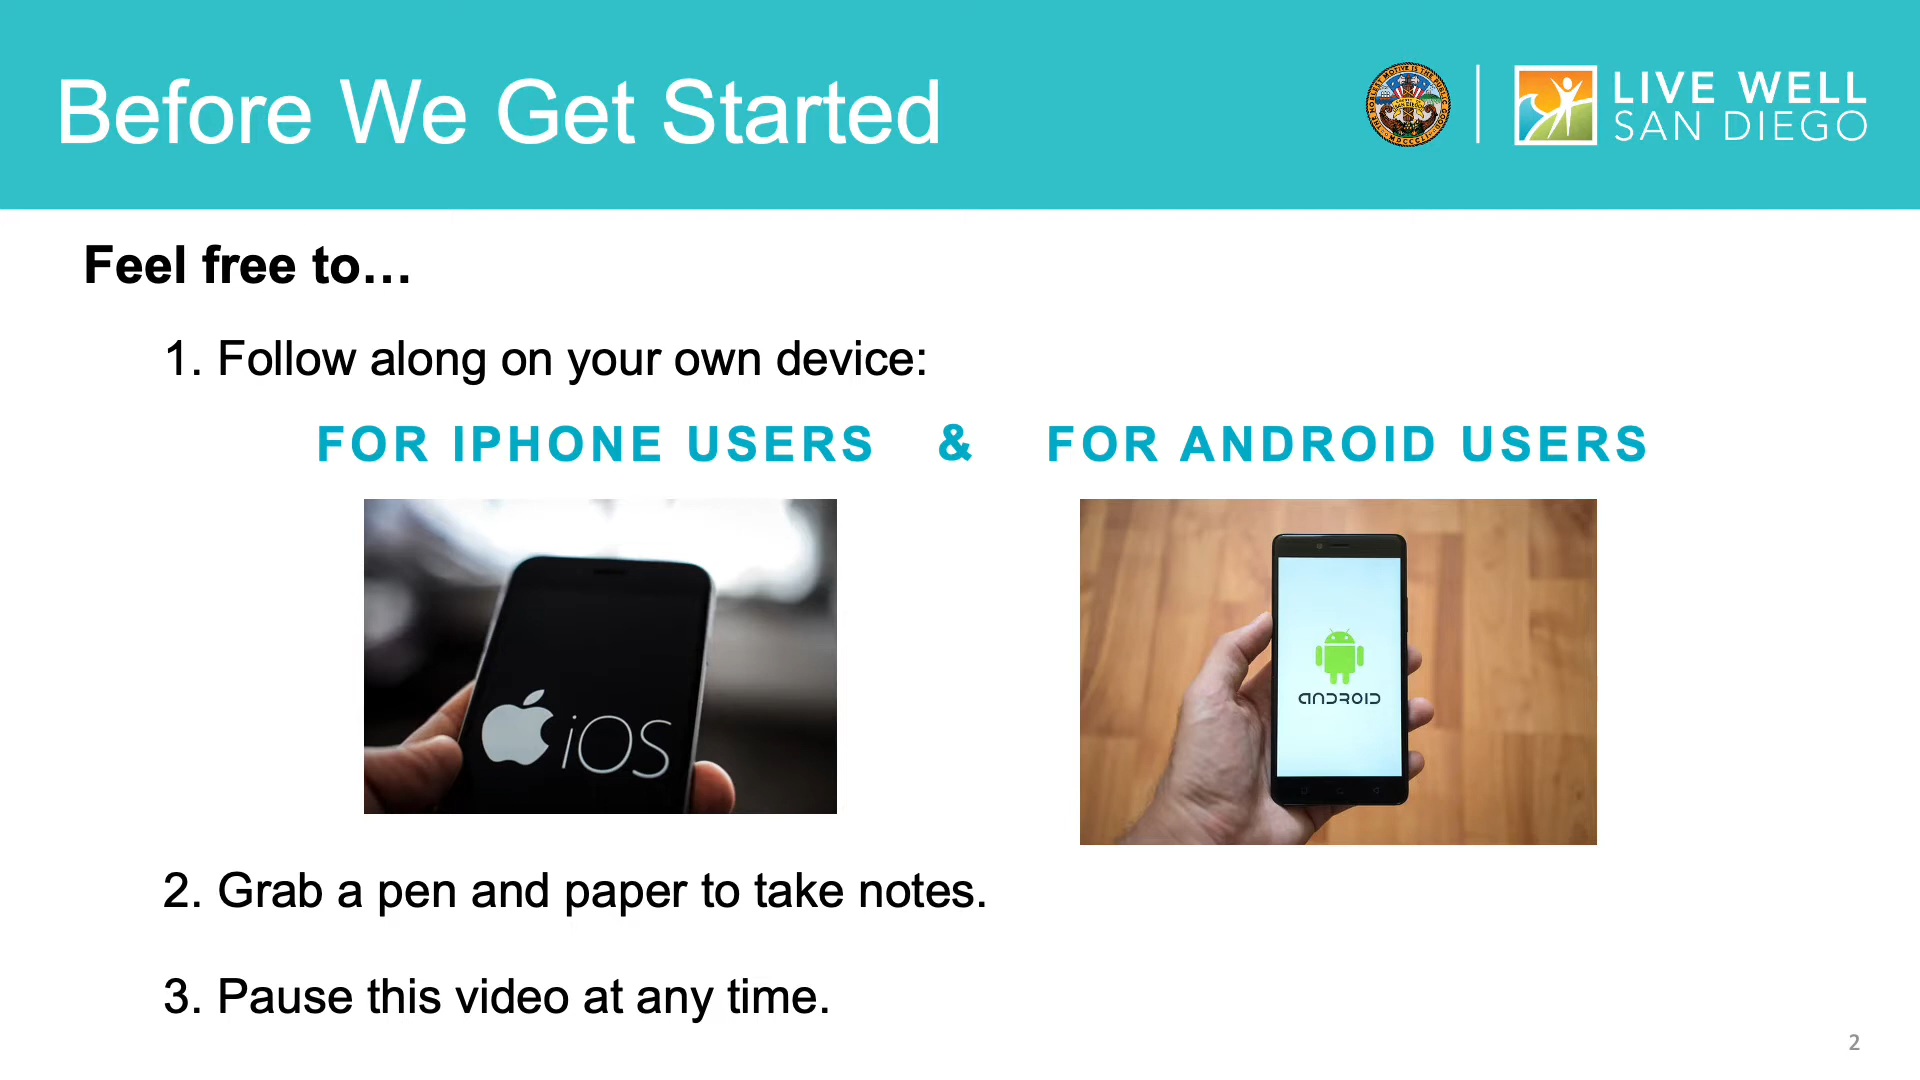 Before We Get Started
LIVE WELL
SAN DIEGO
Feel free to…
1. Follow along on your own device:
FOR IPHONE USERS & FOR ANDROID USERS
iOS
ANDROID
2. Grab a pen and paper to take notes.
3. Pause this video at any time.
2